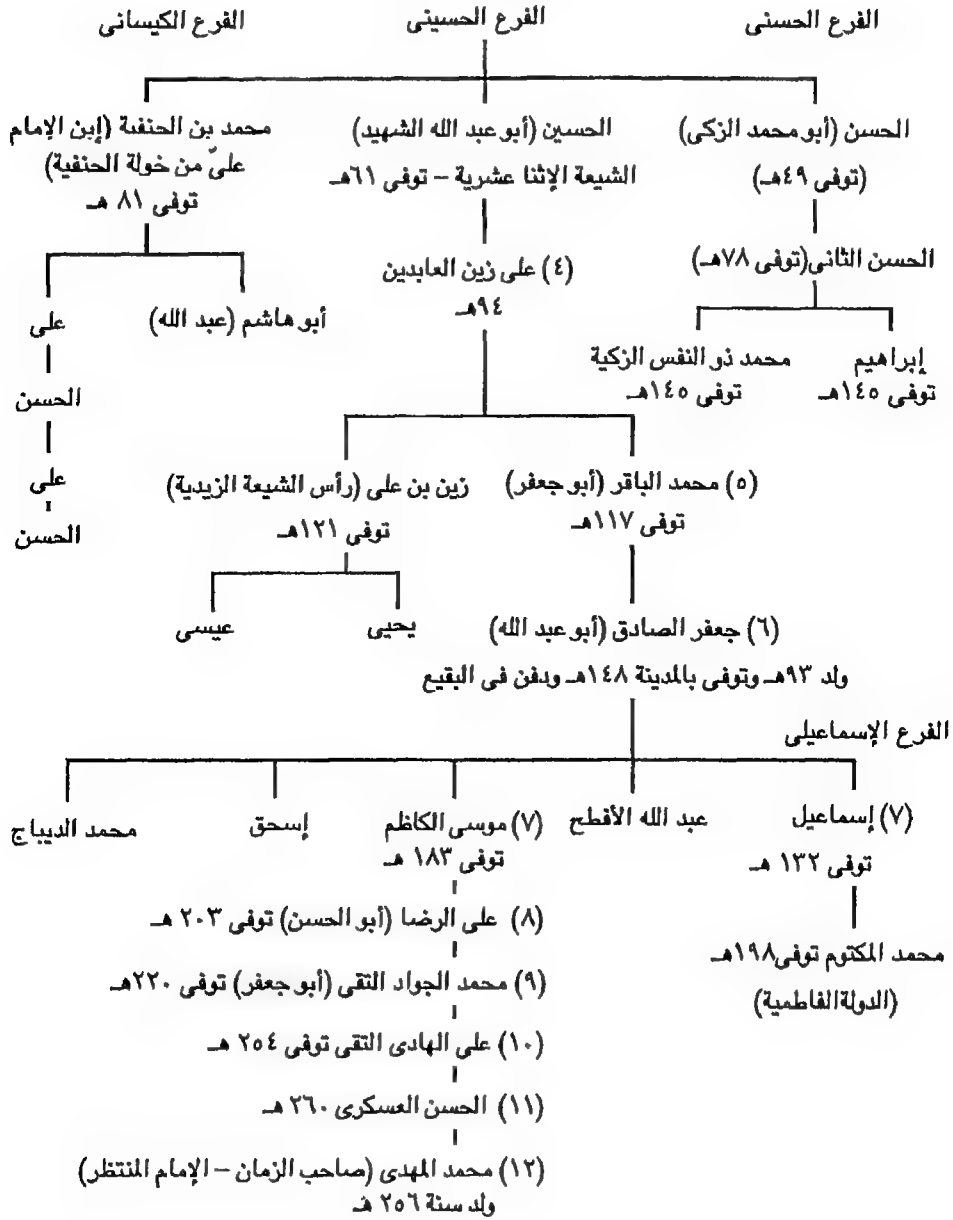 الفرع الحسنى
الفرع الحسينى
الفرع الكيسانى
الحسن (أبو محمد الزكى)
(توفى ٤٩هـ)
الحسين (أبو عبد الله الشهيد)
الشيعة الإثنا عشرية – توفى ٦١هـ
محمد بن الحنفية (إبن الإمام
علىّ من خولة الحنفية)
توفى ٨١ هـ
الحسن الثانى (توفى ٧٨هـ)
(٤) على زين العابدين
٩٤هـ
أبو هاشم (عبد الله)
على
إبراهيم
توفى ١٤٥هـ
محمد ذو النفس الزكية
توفى ١٤٥هـ
الحسن
على
الحسن
(٥) محمد الباقر (أبو جعفر)
توفى ١١٧هـ
زين بن على (رأس الشيعة الزيدية)
توفى ١٢١هـ
يحيى
عيسى
(٦) جعفر الصادق (أبو عبد الله)
ولد ٩٣هـ وتوفى بالمدينة ١٤٨هـ ودفن فى البقيع
الفرع الإسماعيلى
(٧) إسماعيل
توفى ١٣٢ هـ
عبد الله الأفطح
(٧) موسى الكاظم
توفى ١٨٣ هـ
إسحق
محمد الديباج
محمد المكتوم توفى ١٩٨هـ
(الدولة الفاطمية)
(٨) على الرضا (أبو الحسن) توفى ٢٠٣ هـ
(٩) محمد الجواد التقى (أبو جعفر) توفى ٢٢٠هـ
(١٠) على الهادى التقى توفى ٢٥٤ هـ
(١١) الحسن العسكرى ٢٦٠ هـ
(١٢) محمد المهدى (صاحب الزمان – الإمام المنتظر)
ولد سنة ٢٥٦ هـ